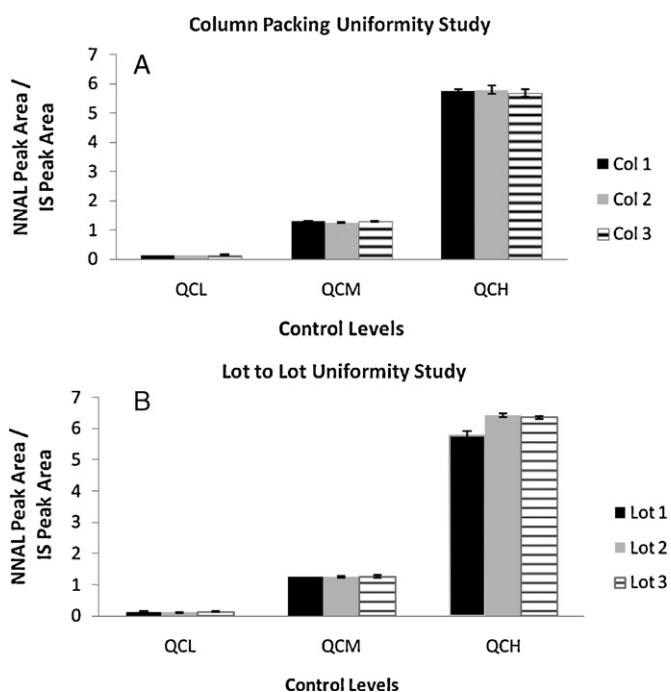 Column Packing Uniformity Study
A
NNAL Peak Area /
IS Peak Area
7
6
5
4
3
2
1
0
QCL QCM QCH
Control Levels
Col 1
Col 2
Col 3
Lot to Lot Uniformity Study
B
NNAL Peak Area /
IS Peak Area
7
6
5
4
3
2
1
0
QCL QCM QCH
Control Levels
Lot 1
Lot 2
Lot 3